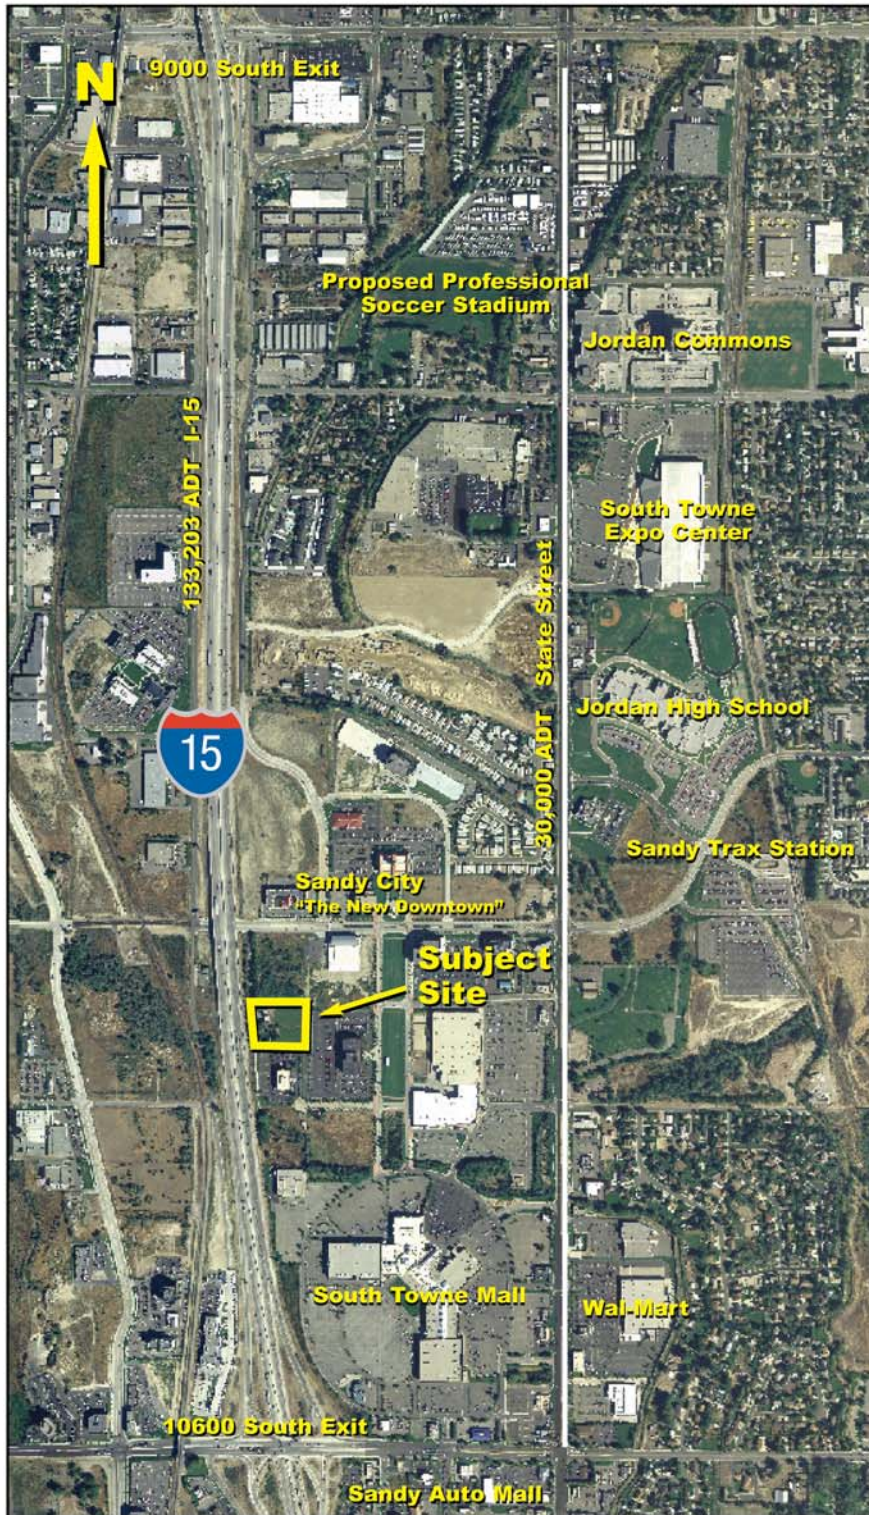 9000 South Exit
N
Proposed Professional
Soccer Stadium
Jordan Commons
133,203 ADT I-15
South Towne
Expo Center
30,000 ADT State Street
Jordan High School
15
Sandy Trax Station
Sandy City
"The New Downtown"
Subject
Site
South Towne Mall
Wal-Mart
10600 South Exit
Sandy Auto Mall